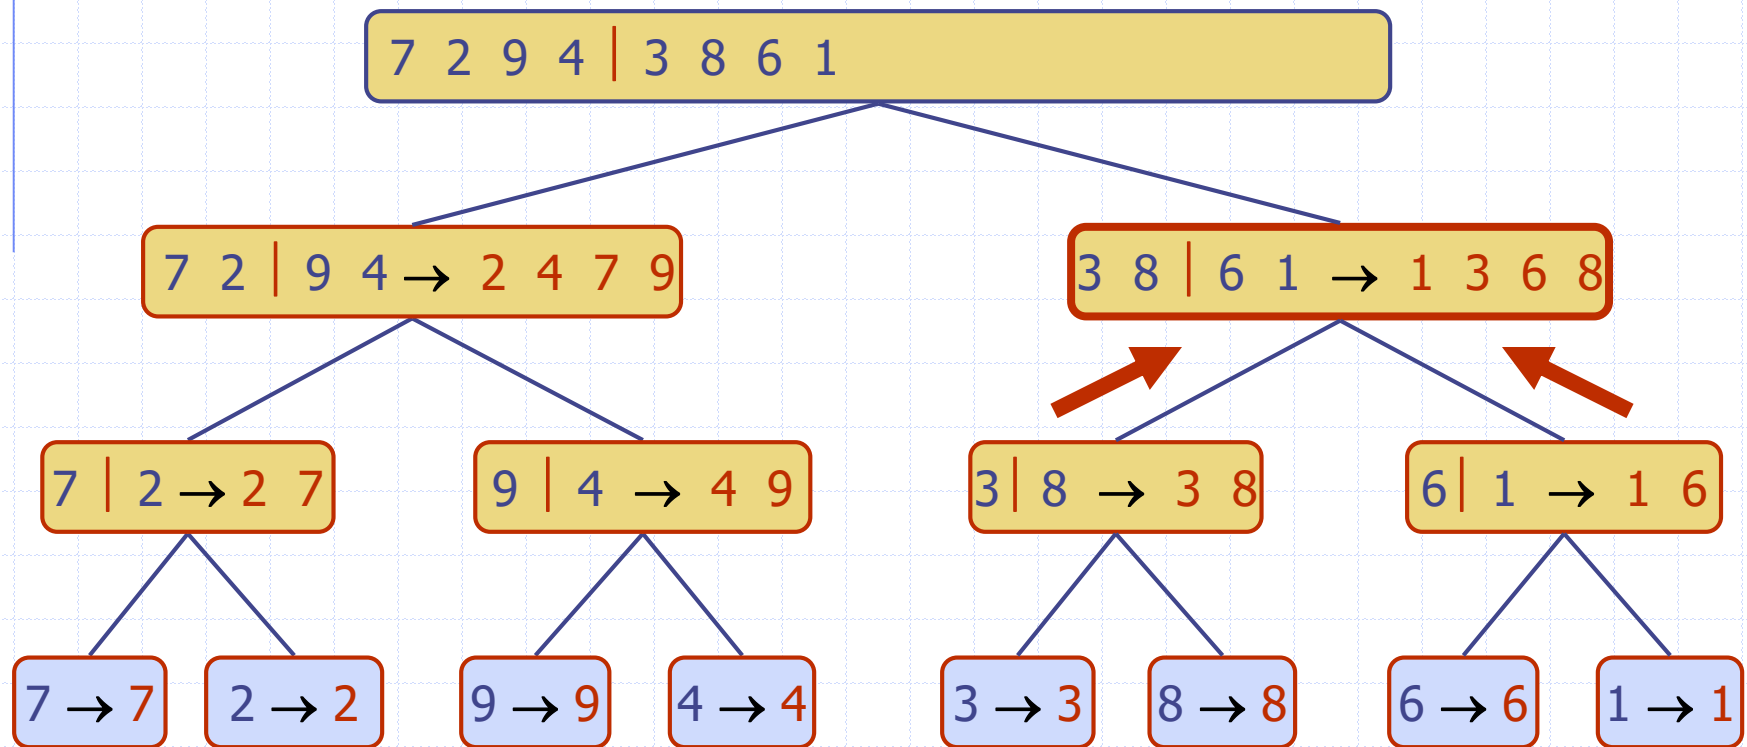 7 2 9 4 | 3 8 6 1
7 2 | 9 4 → 2 4 7 9
3 8 | 6 1 → 1 3 6 8
7 | 2 → 2 7
9 | 4 → 4 9
3 | 8 → 3 8
6 | 1 → 1 6
7 → 7
2 → 2
9 → 9
4 → 4
3 → 3
8 → 8
6 → 6
1 → 1